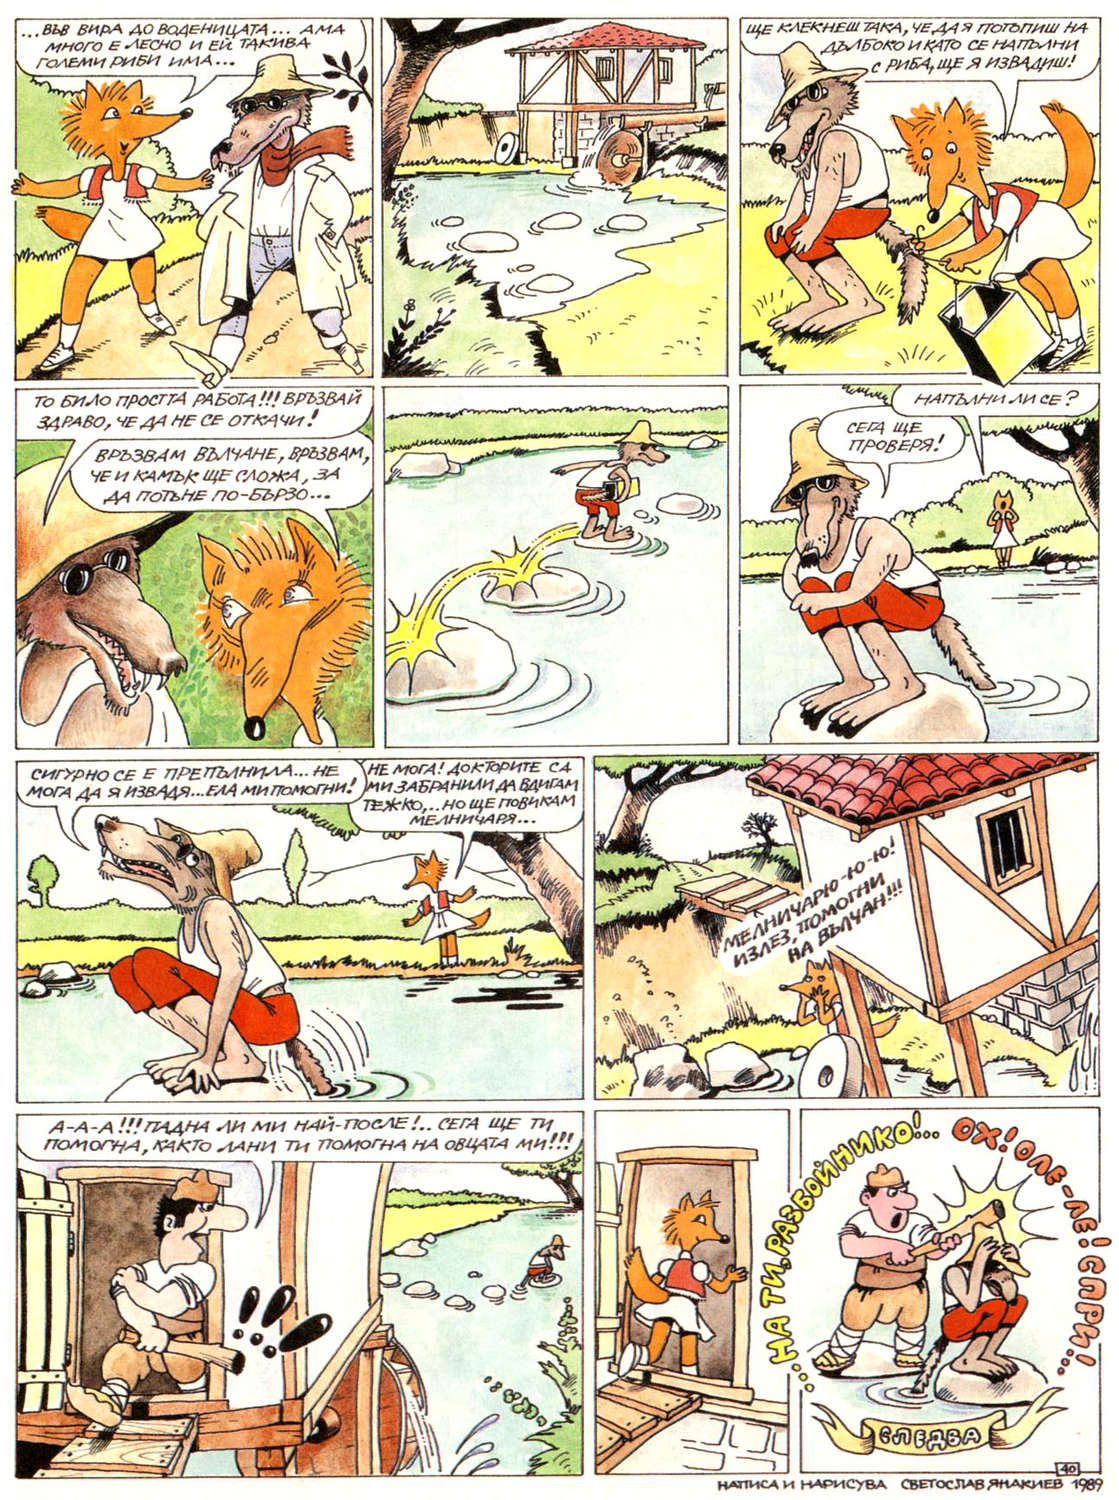 ...ВЪВ ВИРА ДО ВОДЕНИЦАТА... АМА
МНОГО Е ЛЕСНО И ЕЙ ТАКИВА
ГОЛЕМИ РИБИ ИМА...
ЩЕ КЛЕКНЕШ ТАКА, ЧЕ ДА Я ПОТОПИШ НА
ДЪЛБОКО И КАТО СЕ НАПЪЛНИ
С РИБА, ЩЕ Я ИЗВАДИШ!
ТО БИЛО ПРОСТТА РАБОТА!!! ВРЪЗВАЙ
ЗДРАВО, ЧЕ ДА НЕ СЕ ОТКАЧИ!
ВРЪЗВАМ ВЪЛЧАНЕ, ВРЪЗВАМ,
ЧЕ И КАМЪК ЩЕ СЛОЖА, ЗА
ДА ПОТЪНЕ ПО-БЪРЗО...
НАПЪЛНИ ЛИ СЕ?
СЕГА ЩЕ
ПРОВЕРЯ!
СИГУРНО СЕ Е ПРЕПЪЛНИЛА... НЕ
МОГА ДА Я ИЗВАДЯ... ЕЛА МИ ПОМОГНИ!
НЕ МОГА! ДОКТОРИТЕ СА
МИ ЗАБРАНИЛИ ДА ВДИГАМ
ТЕЖКО,.. НО ЩЕ ПОВИКАМ
МЕЛНИЧАРЯ...
МЕЛНИЧАРЮ-Ю-Ю!
ИЗЛЕЗ, ПОМОГНИ
НА ВЪЛЧАН!!!
А-А-А!!! ПАДНА ЛИ МИ НАЙ-ПОСЛЕ!.. СЕГА ЩЕ ТИ
ПОМОГНА, КАКТО ЛАНИ ТИ ПОМОГНА НА ОВЦАТА МИ!!!
...НА ТИ, РАЗБОЙНИКО!...
ОХ! ОЛЕ-ЛЕ! СПРИ!...
СЛЕДВА
40
НАПИСА И НАРИСУВА СВЕТОСЛАВ ЯНАКИЕВ 1989